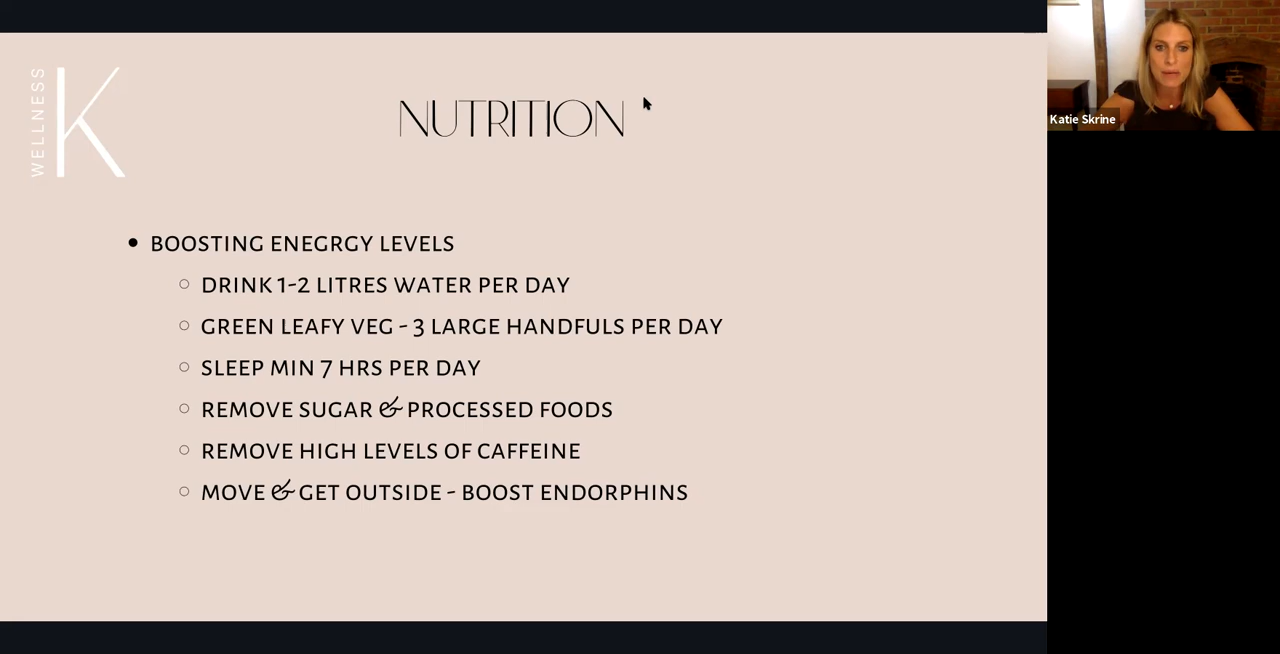 WELLNESS
K
NUTRITION
Katie Skrine
• BOOSTING ENEGRGY LEVELS
○ DRINK 1-2 LITRES WATER PER DAY
○ GREEN LEAFY VEG - 3 LARGE HANDFULS PER DAY
○ SLEEP MIN 7 HRS PER DAY
○ REMOVE SUGAR & PROCESSED FOODS
○ REMOVE HIGH LEVELS OF CAFFEINE
○ MOVE & GET OUTSIDE - BOOST ENDORPHINS